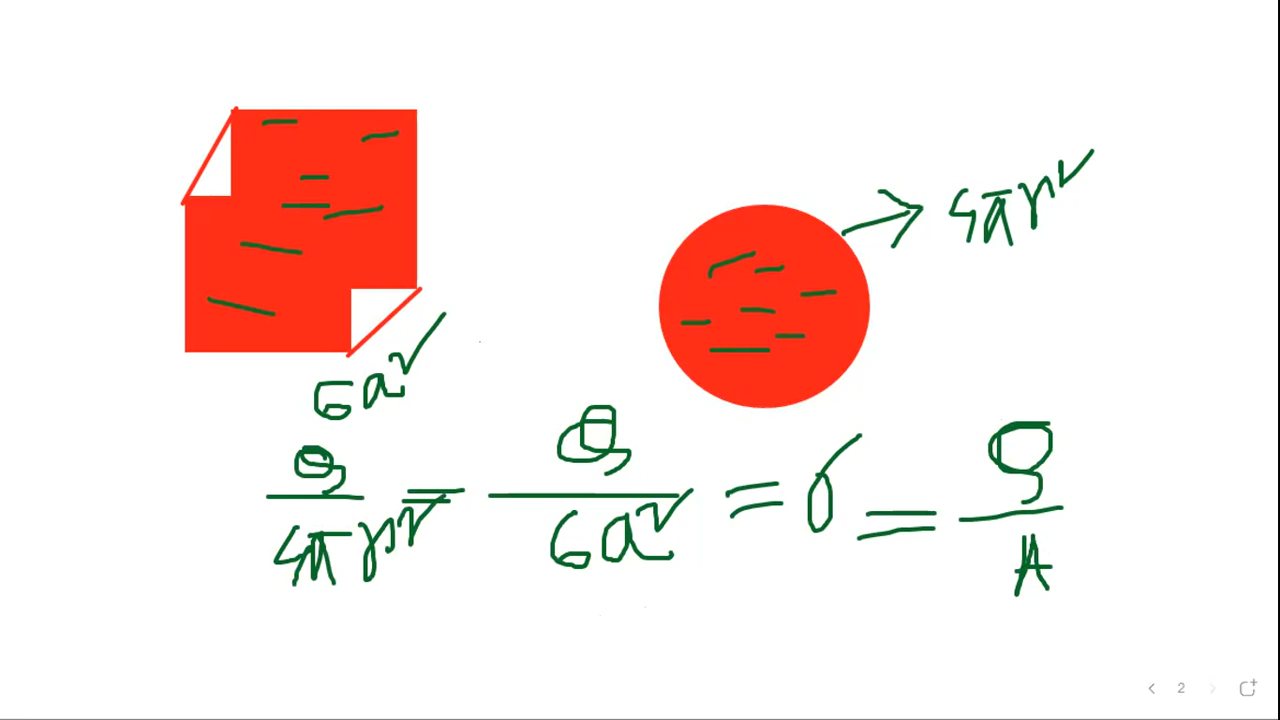 4πr²
6a²
Q/4πr² = Q/6a² = σ = Q/A
2